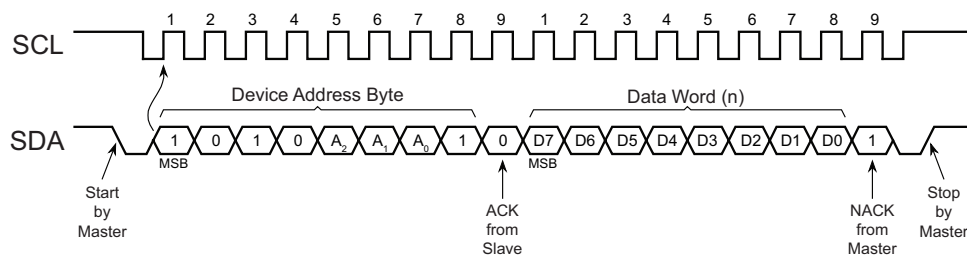 1 2 3 4 5 6 7 8 9 1 2 3 4 5 6 7 8 9
SCL
Device Address Byte Data Word (n)
SDA 1 0 1 0 A₂ A₁ A₀ 1 0 D7 D6 D5 D4 D3 D2 D1 D0 1
MSB MSB
Start
by
Master
ACK
from
Slave
NACK
from
Master
Stop
by
Master